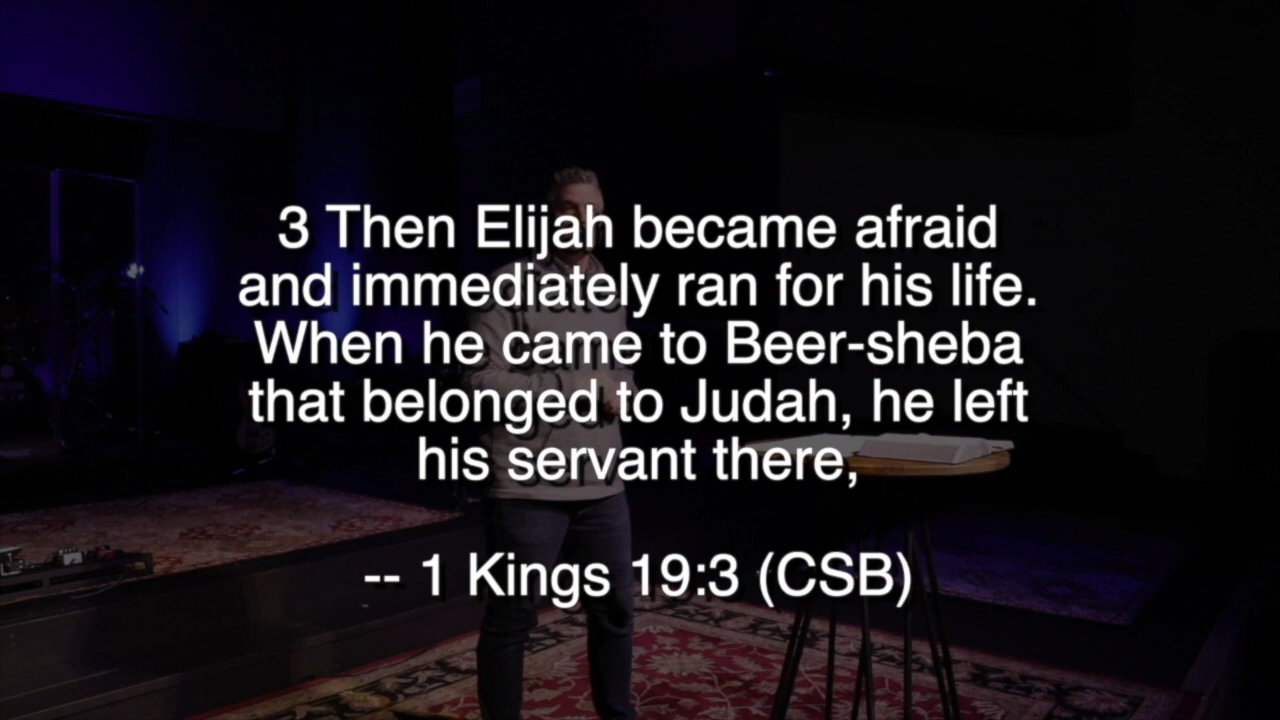 3 Then Elijah became afraid
and immediately ran for his life.
When he came to Beer-sheba
that belonged to Judah, he left
his servant there,
-- 1 Kings 19:3 (CSB)